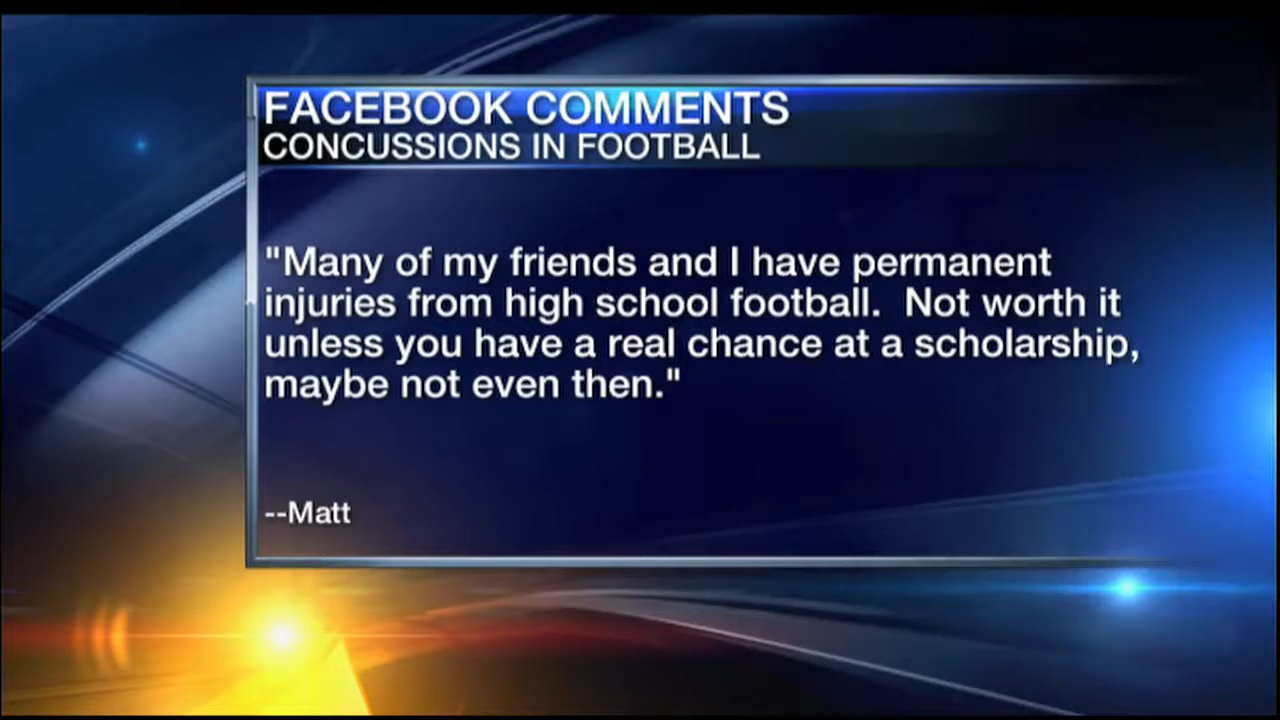 FACEBOOK COMMENTS
CONCUSSIONS IN FOOTBALL
"Many of my friends and I have permanent
injuries from high school football.  Not worth it
unless you have a real chance at a scholarship,
maybe not even then."
--Matt